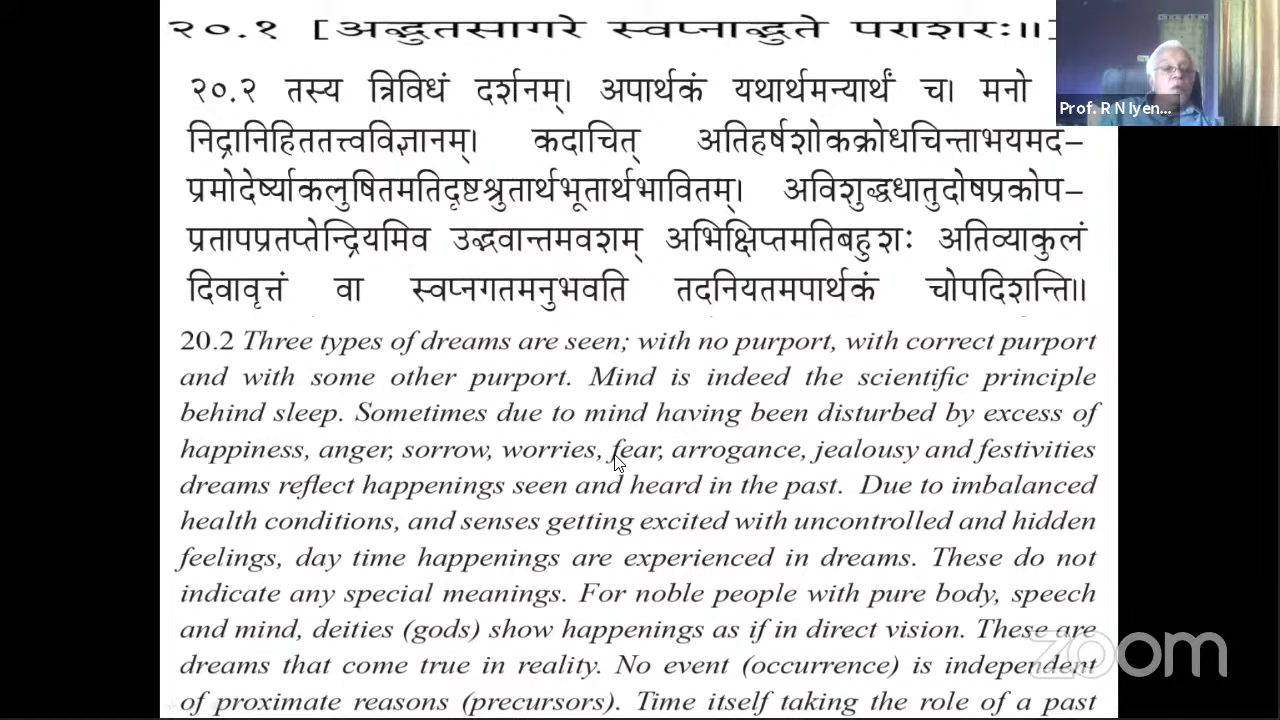 २०.१ [अद्भुतसागरे स्वप्नाद्भुते पराशरः॥]
Prof. R N Iyen...
२०.२ तस्य त्रिविधं दर्शनम्। अपार्थकं यथार्थमन्यार्थं च। मनो
निद्रानिहिततत्त्वविज्ञानम्। कदाचित् अतिहर्षशोकक्रोधचिन्ताभयमद–
प्रमोदेर्ष्याकलुषितमतिदृष्टश्रुतार्थभूतार्थभावितम्। अविशुद्धधातुदोषप्रकोप–
प्रतापप्रतप्तेन्द्रियमिव उद्भवान्तमवशम् अभिक्षिप्तमतिबहुशः अतिव्याकुलं
दिवावृत्तं वा स्वप्नगतमनुभवति तदनियतमपार्थकं चोपदिशन्ति॥
20.2 Three types of dreams are seen; with no purport, with correct purport
and with some other purport. Mind is indeed the scientific principle
behind sleep. Sometimes due to mind having been disturbed by excess of
happiness, anger, sorrow, worries, fear, arrogance, jealousy and festivities
dreams reflect happenings seen and heard in the past. Due to imbalanced
health conditions, and senses getting excited with uncontrolled and hidden
feelings, day time happenings are experienced in dreams. These do not
indicate any special meanings. For noble people with pure body, speech
and mind, deities (gods) show happenings as if in direct vision. These are
dreams that come true in reality. No event (occurrence) is independent
of proximate reasons (precursors). Time itself taking the role of a past
zoom